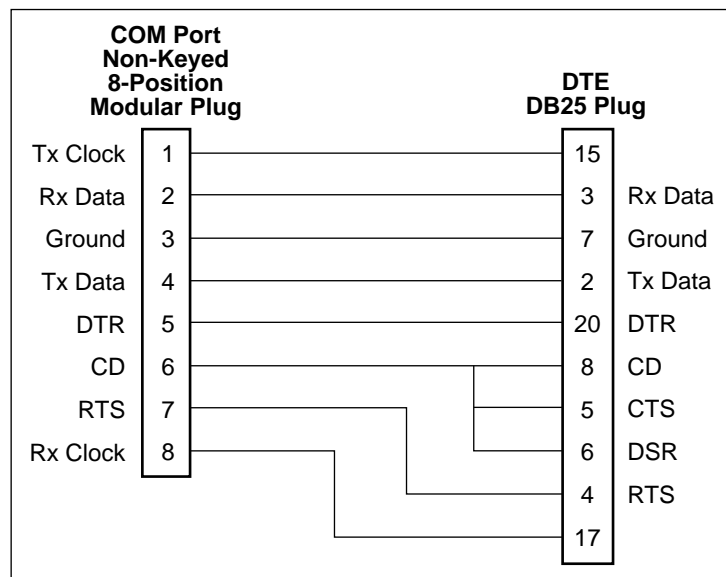 COM Port
Non-Keyed
8-Position
Modular Plug
DTE
DB25 Plug
Tx Clock 1 15
Rx Data 2 3 Rx Data
Ground 3 7 Ground
Tx Data 4 2 Tx Data
DTR 5 20 DTR
CD 6 8 CD
RTS 7 5 CTS
Rx Clock 8 6 DSR
4 RTS
17